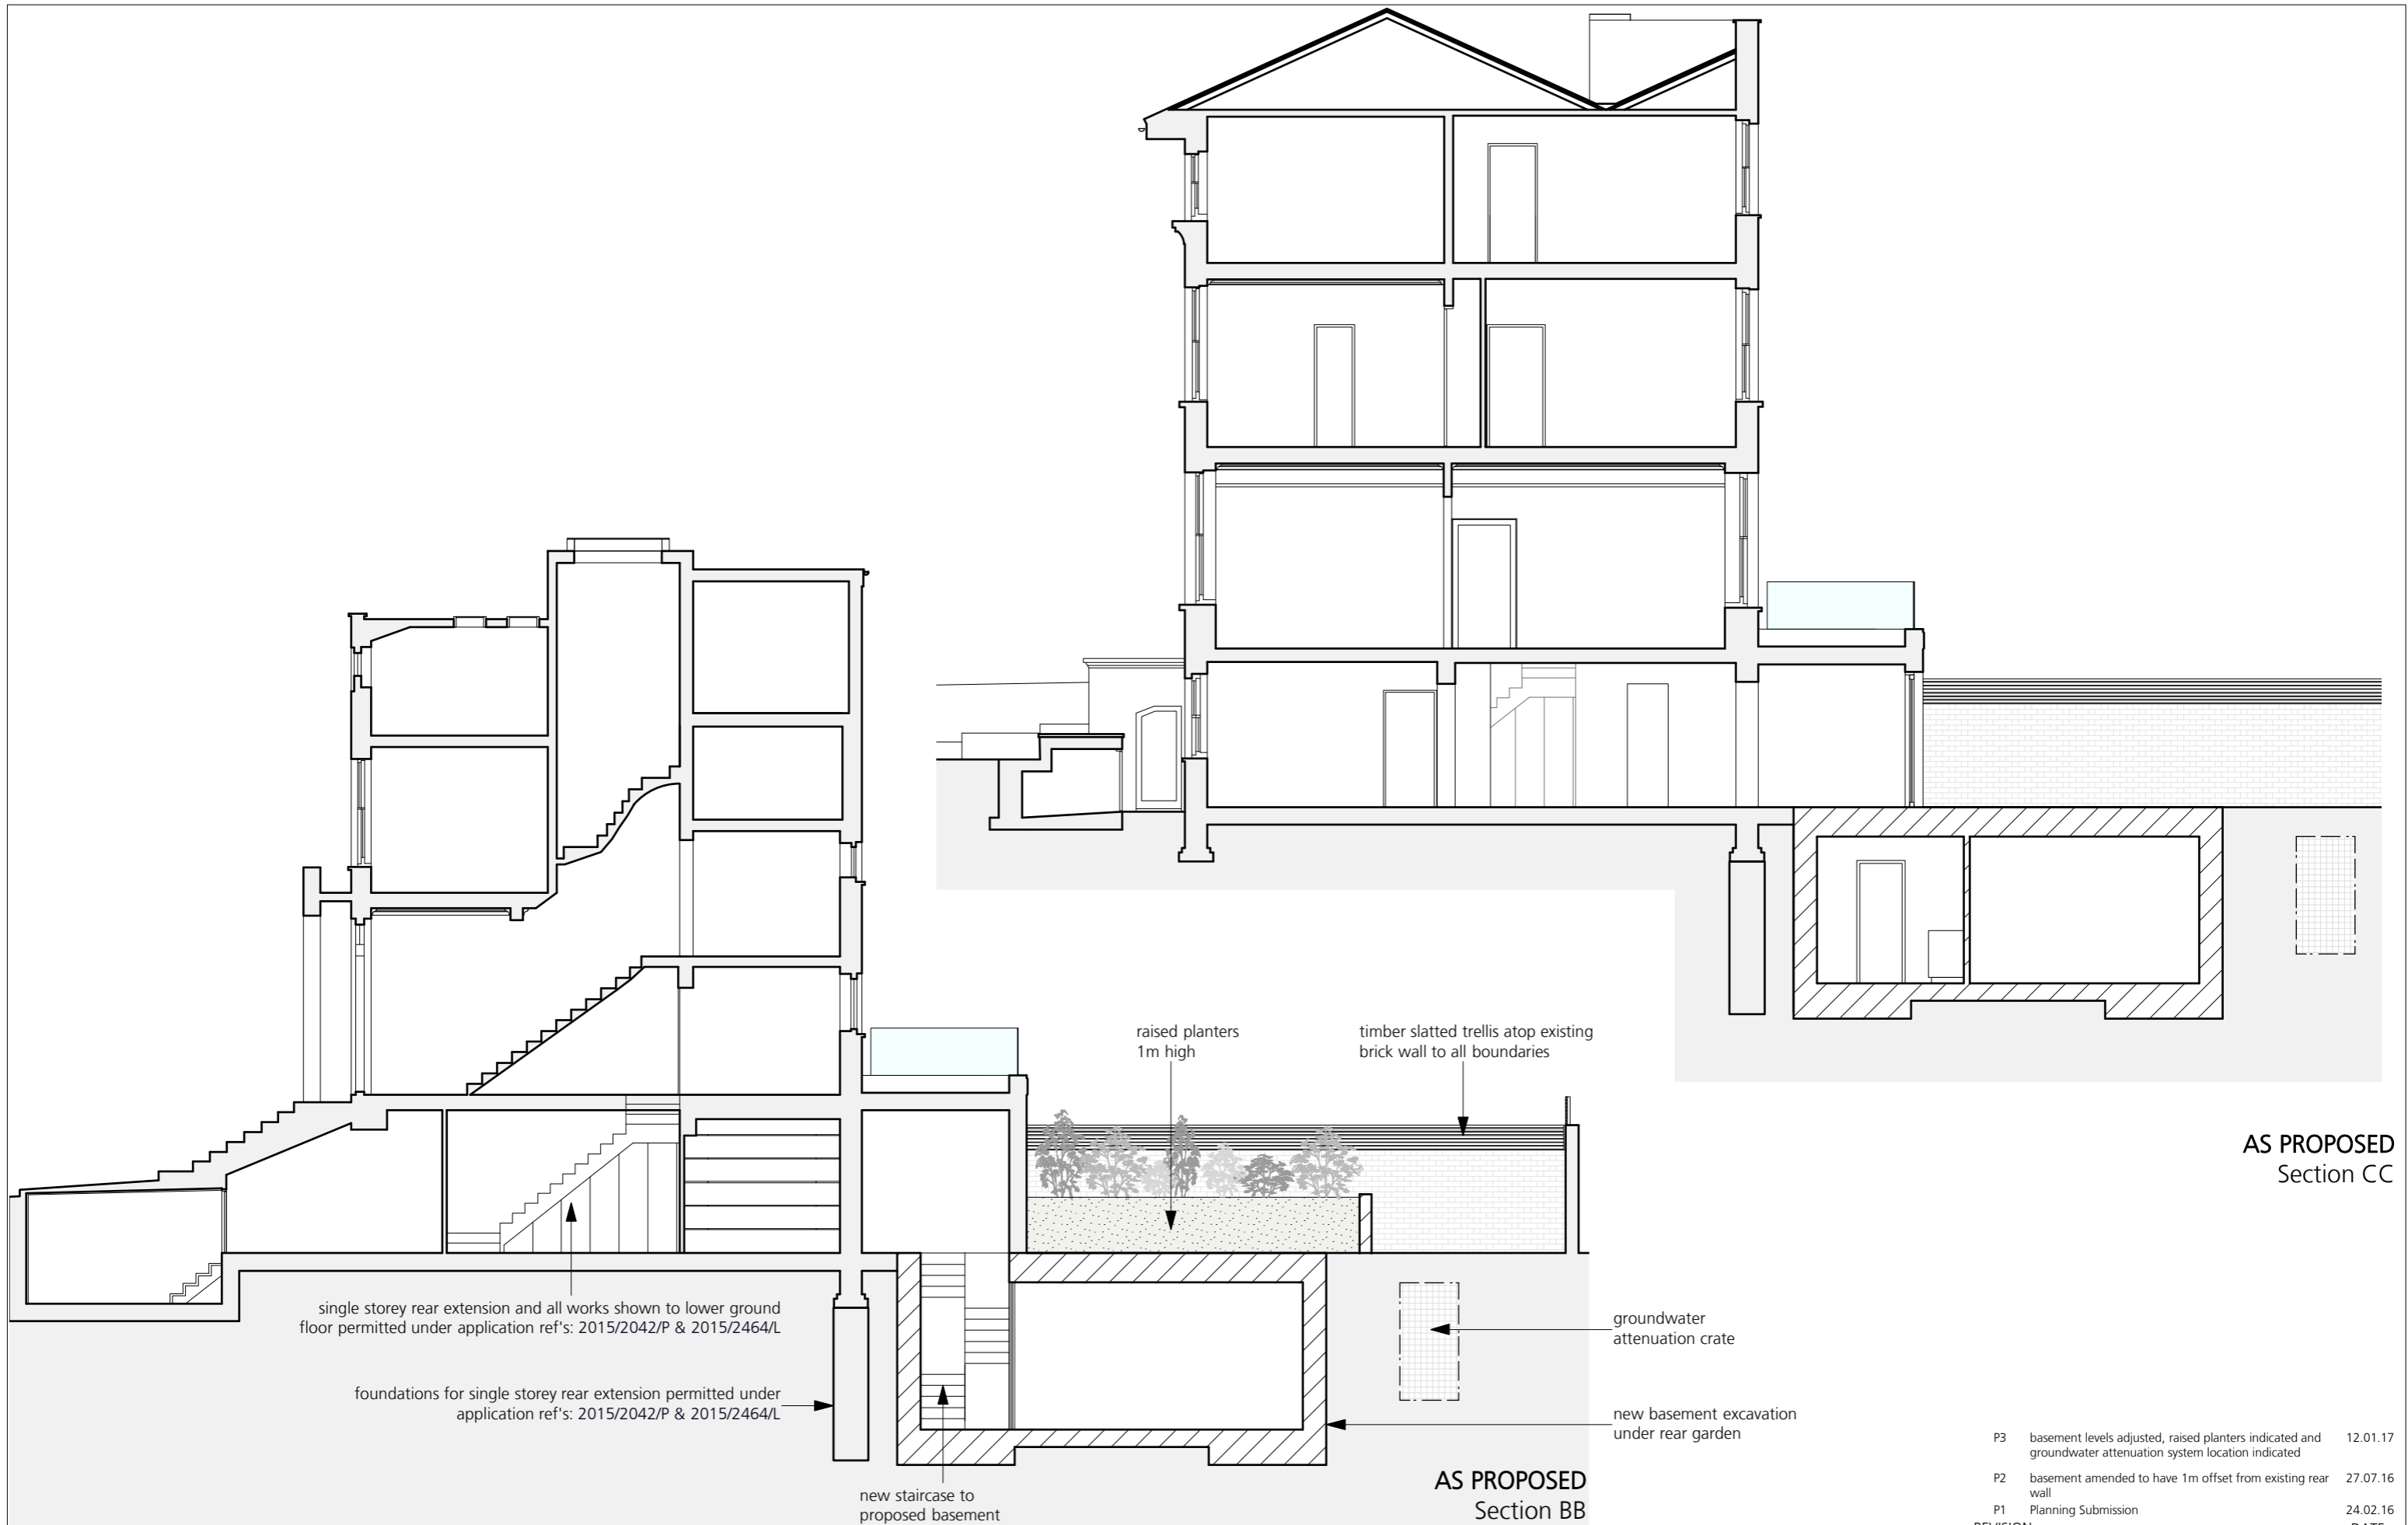 raised planters
1m high
timber slatted trellis atop existing
brick wall to all boundaries
AS PROPOSED
Section CC
single storey rear extension and all works shown to lower ground
floor permitted under application ref's: 2015/2042/P & 2015/2464/L
groundwater
attenuation crate
foundations for single storey rear extension permitted under
application ref's: 2015/2042/P & 2015/2464/L
new basement excavation
under rear garden
new staircase to
proposed basement
AS PROPOSED
Section BB
P3 basement levels adjusted, raised planters indicated and 12.01.17
groundwater attenuation system location indicated
P2 basement amended to have 1m offset from existing rear 27.07.16
wall
P1 Planning Submission 24.02.16
REVISION DATE